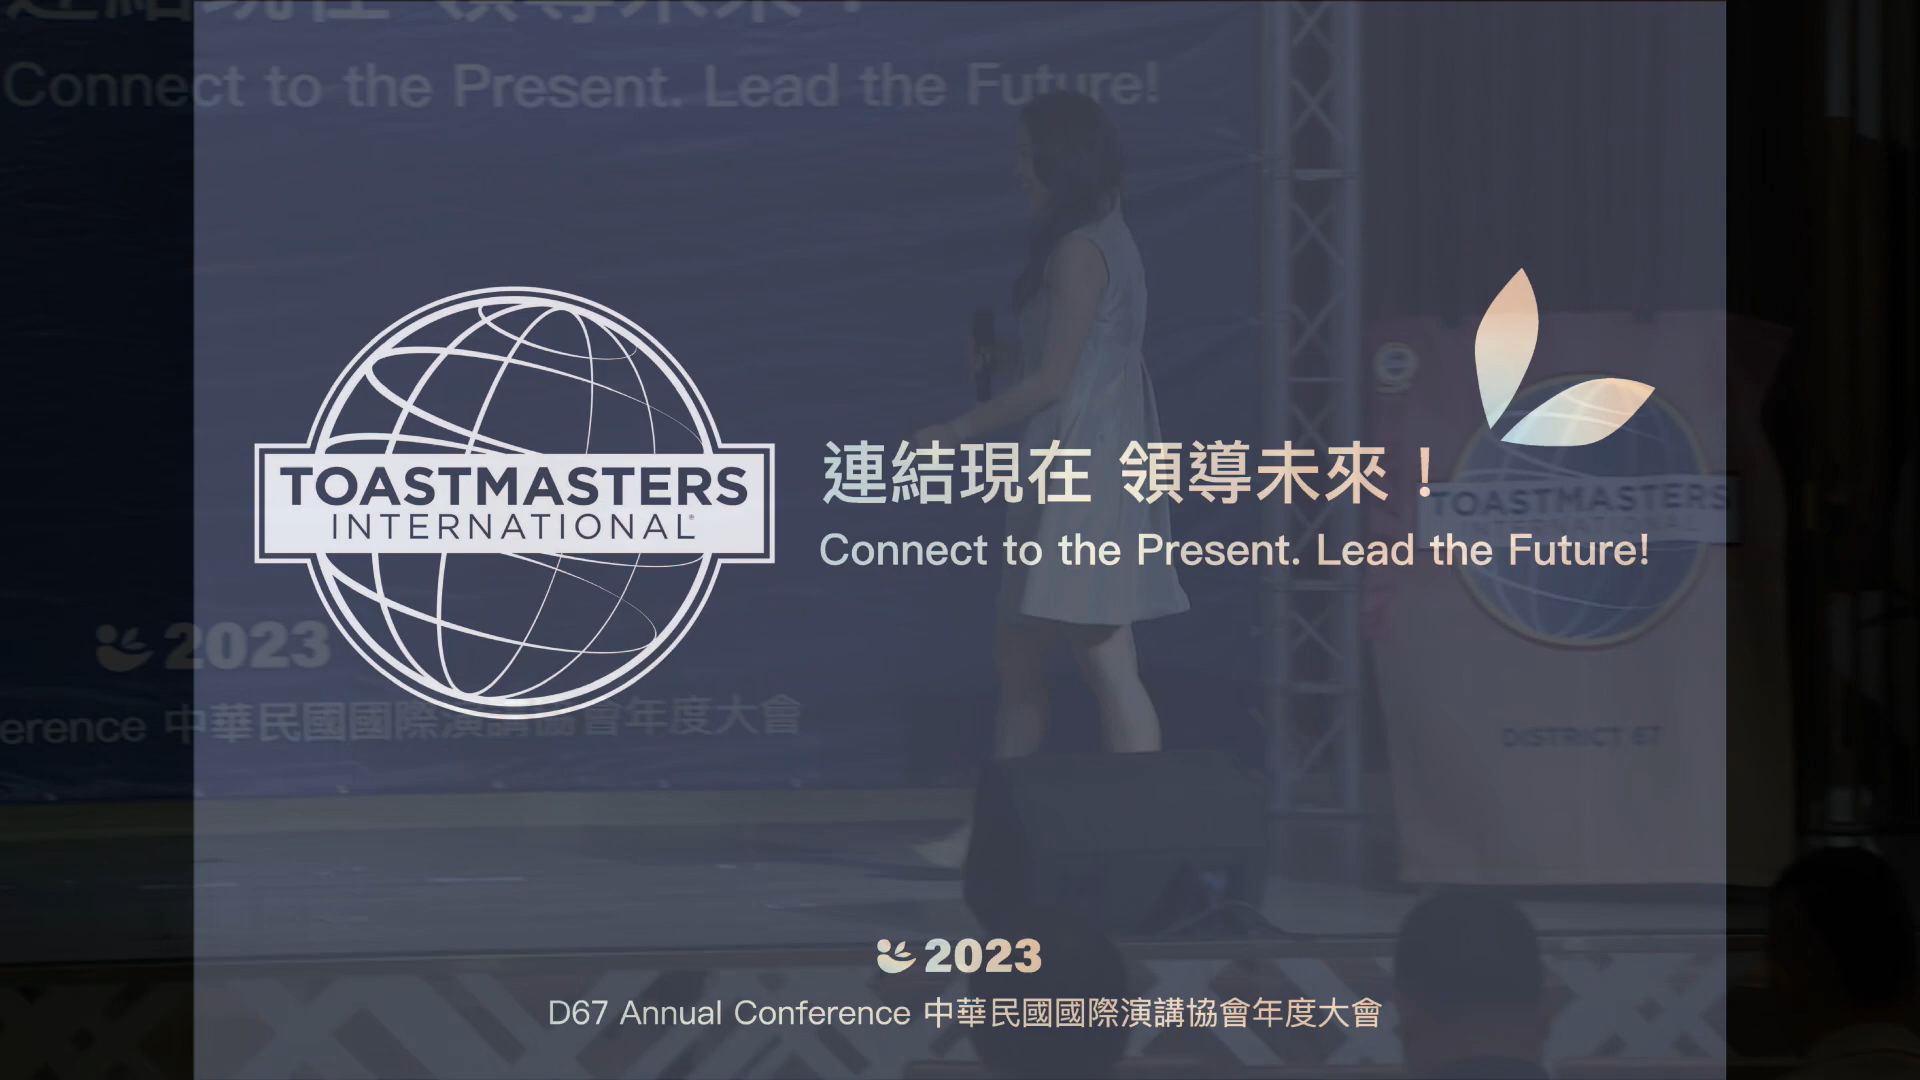 Connect to the Present. Lead the Future!
TOASTMASTERS
INTERNATIONAL
連結現在 領導未來！
Connect to the Present. Lead the Future!
TOASTMASTERS
INTERNATIONAL
2023
erence 中華民國國際演講協會年度大會
DISTRICT 67
2023
D67 Annual Conference 中華民國國際演講協會年度大會